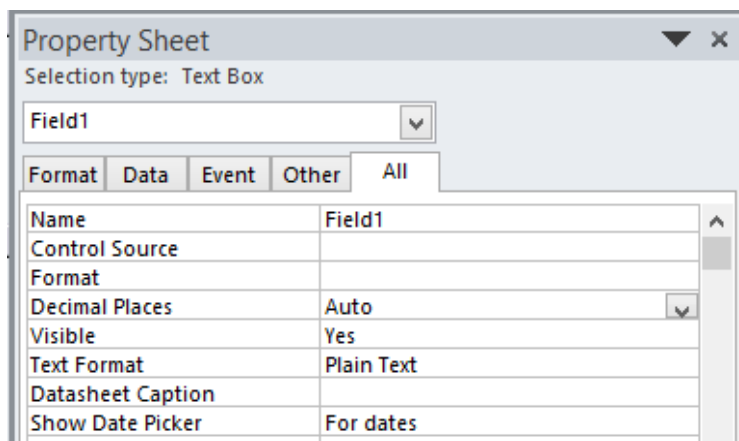 Property Sheet
Selection type: Text Box
Field1
Format Data Event Other All
Name Field1
Control Source
Format
Decimal Places Auto
Visible Yes
Text Format Plain Text
Datasheet Caption
Show Date Picker For dates